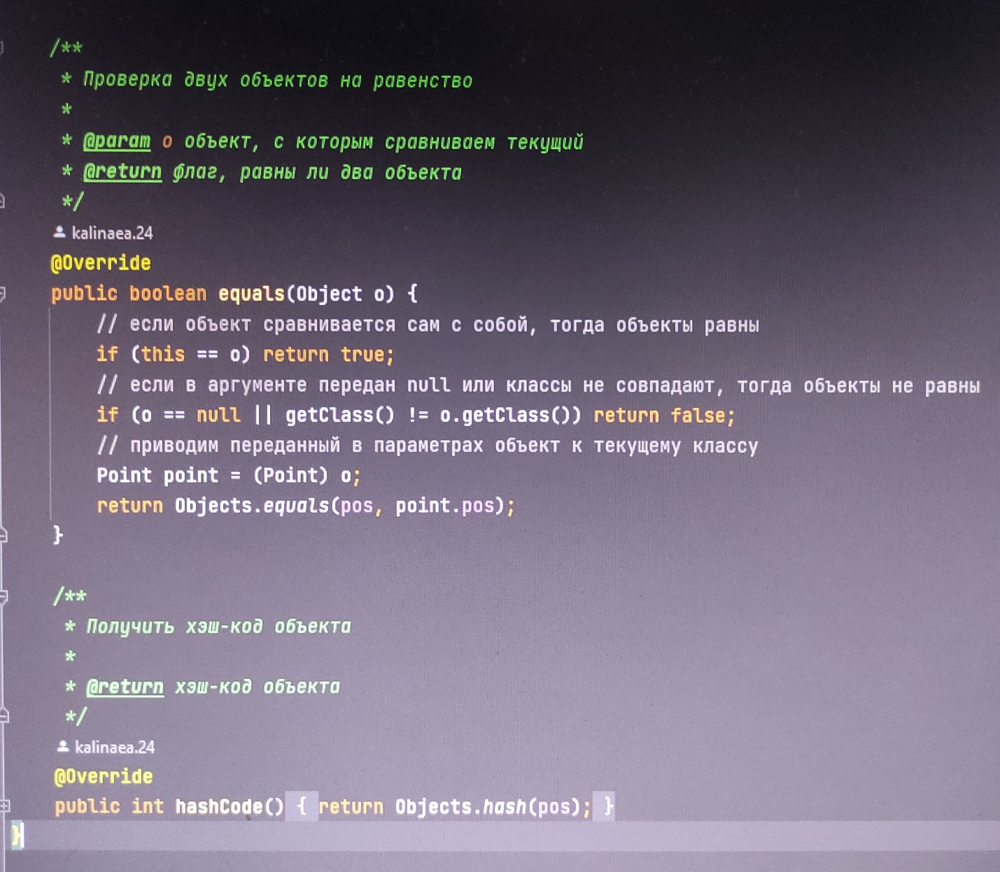 /**
* Проверка двух объектов на равенство
*
* @param o объект, с которым сравниваем текущий
* @return флаг, равны ли два объекта
*/
kalinaea.24
@Override
public boolean equals(Object o) {
// если объект сравнивается сам с собой, тогда объекты равны
if (this == o) return true;
// если в аргументе передан null или классы не совпадают, тогда объекты не равны
if (o == null || getClass() != o.getClass()) return false;
// приводим переданный в параметрах объект к текущему классу
Point point = (Point) o;
return Objects.equals(pos, point.pos);
}
/**
* Получить хэш-код объекта
*
* @return хэш-код объекта
*/
kalinaea.24
@Override
public int hashCode() { return Objects.hash(pos); }
}